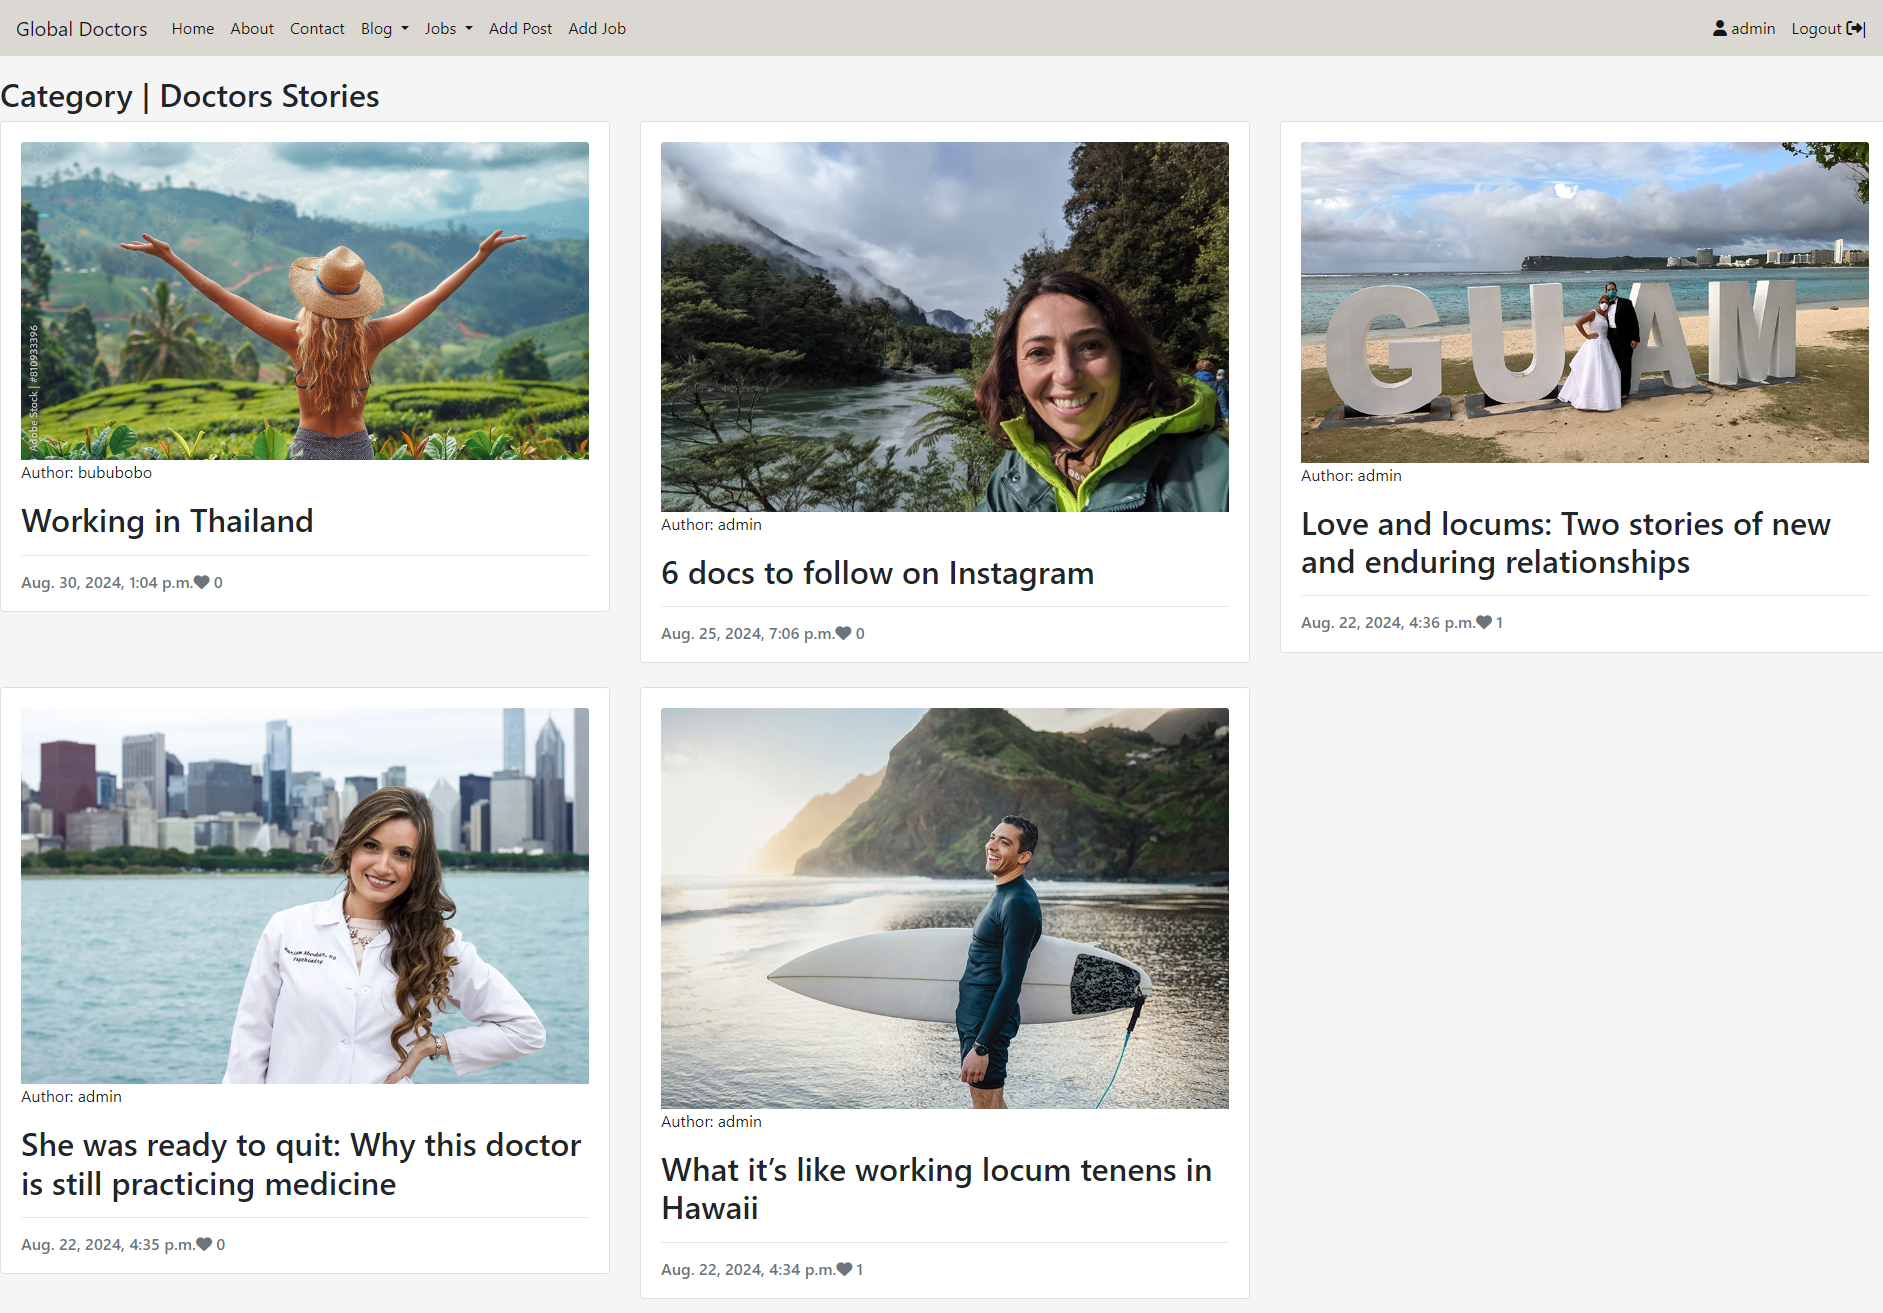 Global Doctors Home About Contact Blog Jobs Add Post Add Job admin Logout
Category | Doctors Stories
Adobe Stock | #810933396
Author: bububobo
Working in Thailand
Aug. 30, 2024, 1:04 p.m. 0
Author: admin
6 docs to follow on Instagram
Aug. 25, 2024, 7:06 p.m. 0
GUAM
Author: admin
Love and locums: Two stories of new
and enduring relationships
Aug. 22, 2024, 4:36 p.m. 1
Psychiatry
Author: admin
She was ready to quit: Why this doctor
is still practicing medicine
Aug. 22, 2024, 4:35 p.m. 0
Author: admin
What it’s like working locum tenens in
Hawaii
Aug. 22, 2024, 4:34 p.m. 1